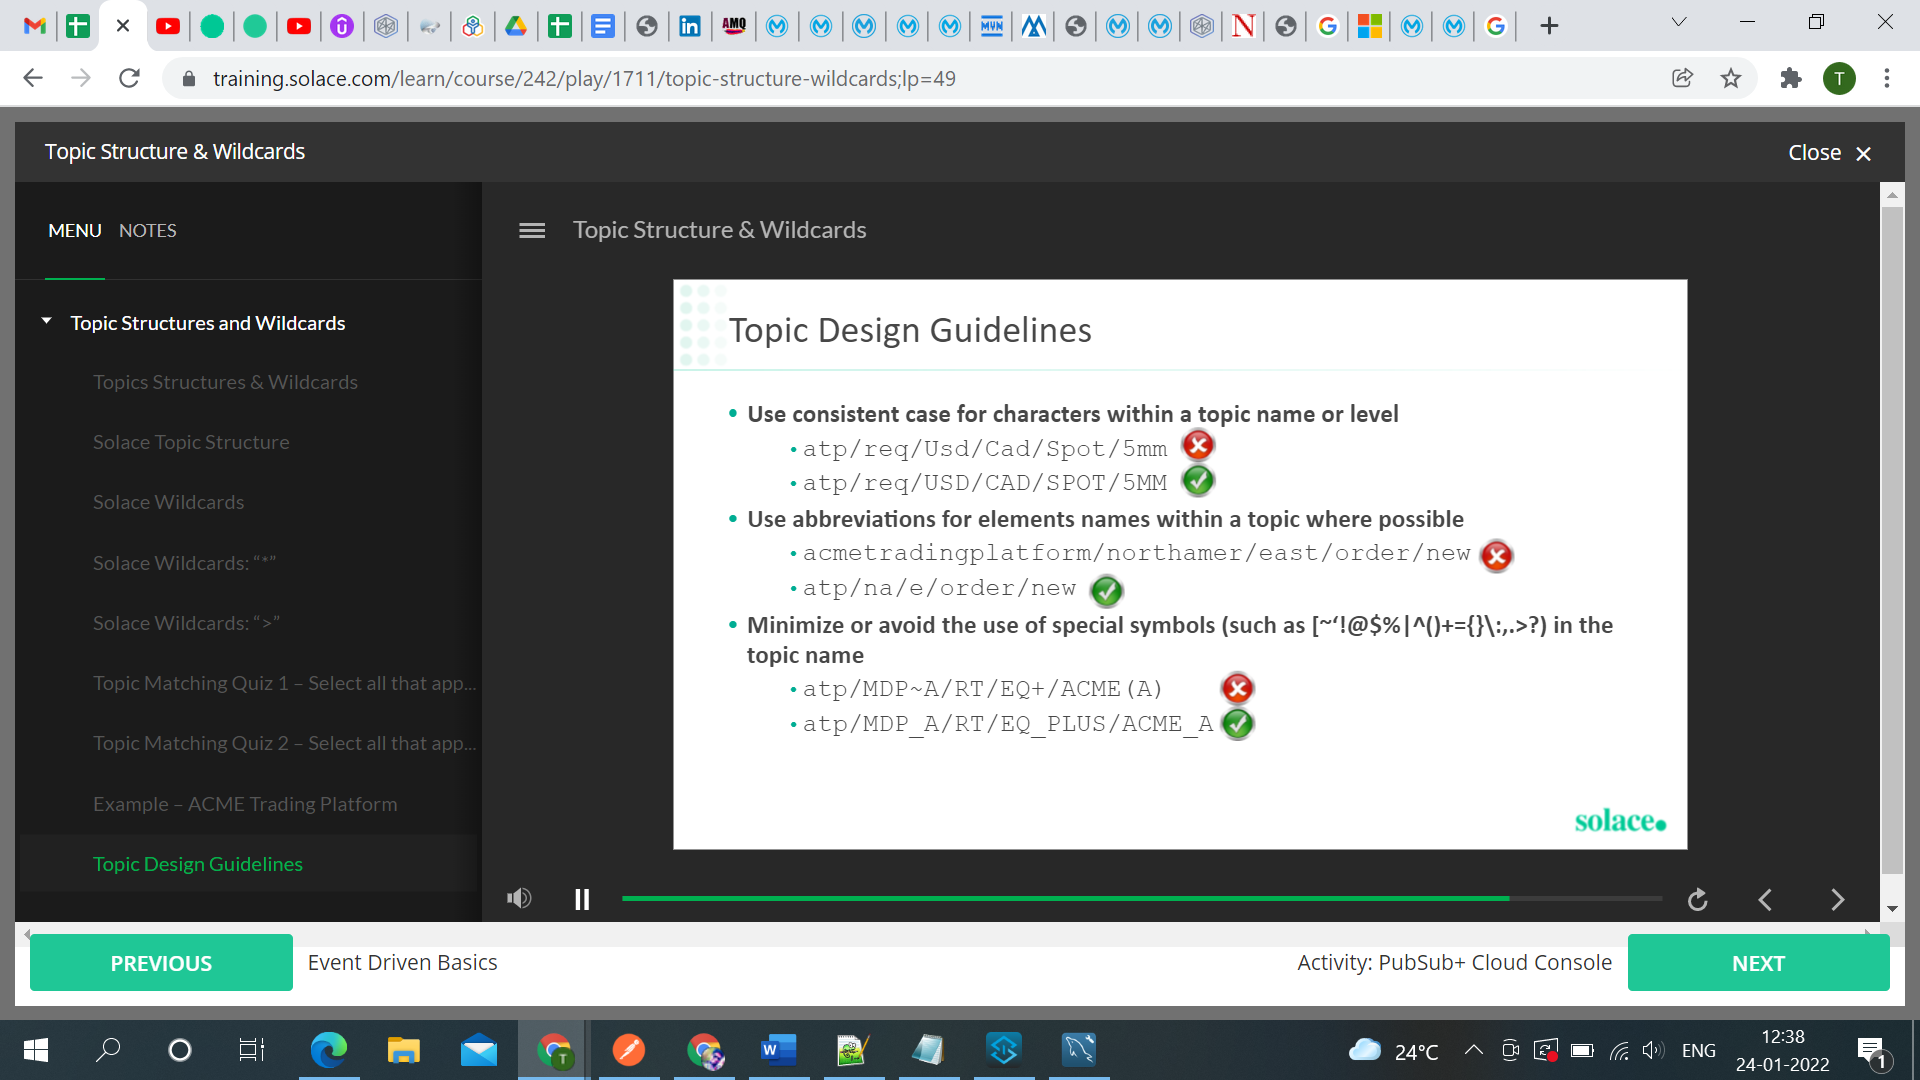 training.solace.com/learn/course/242/play/1711/topic-structure-wildcards;lp=49
T
Topic Structure & Wildcards
Close
MENU NOTES
Topic Structures and Wildcards
Topics Structures & Wildcards
Solace Topic Structure
Solace Wildcards
Solace Wildcards: “*”
Solace Wildcards: “>”
Topic Matching Quiz 1 – Select all that app...
Topic Matching Quiz 2 – Select all that app...
Example – ACME Trading Platform
Topic Design Guidelines
Topic Structure & Wildcards
Topic Design Guidelines
• Use consistent case for characters within a topic name or level
• atp/req/Usd/Cad/Spot/5mm
• atp/req/USD/CAD/SPOT/5MM
• Use abbreviations for elements names within a topic where possible
• acmetradingplatform/northamer/east/order/new
• atp/na/e/order/new
• Minimize or avoid the use of special symbols (such as [~‘!@$%|^()+={}\:,.>?) in the
topic name
• atp/MDP~A/RT/EQ+/ACME(A)
• atp/MDP_A/RT/EQ_PLUS/ACME_A
solace.
PREVIOUS
Event Driven Basics
Activity: PubSub+ Cloud Console
NEXT
24°C
ENG
12:38
24-01-2022
1